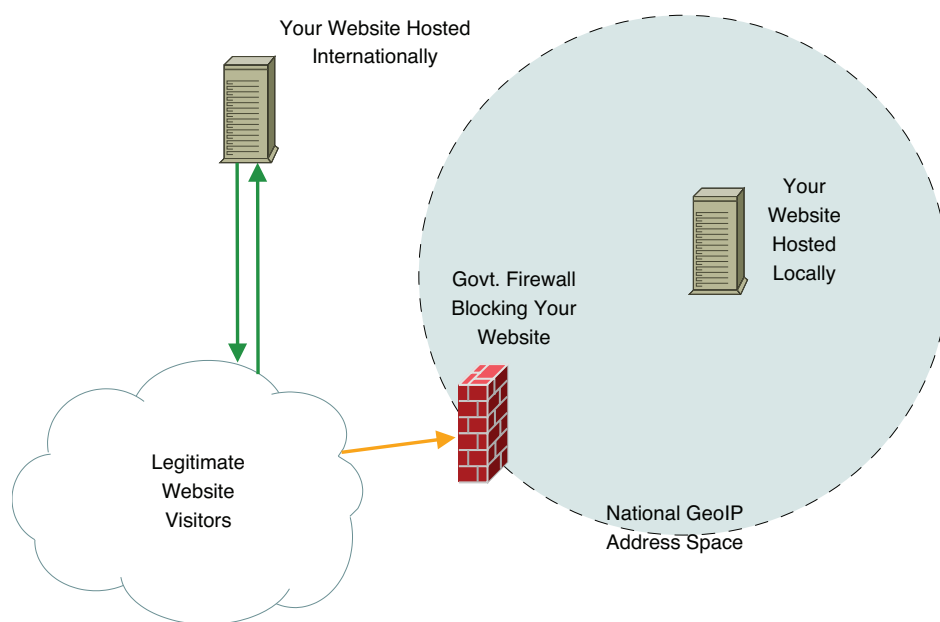 Your Website Hosted
Internationally
Your
Website
Hosted
Locally
Govt. Firewall
Blocking Your
Website
Legitimate
Website
Visitors
National GeoIP
Address Space